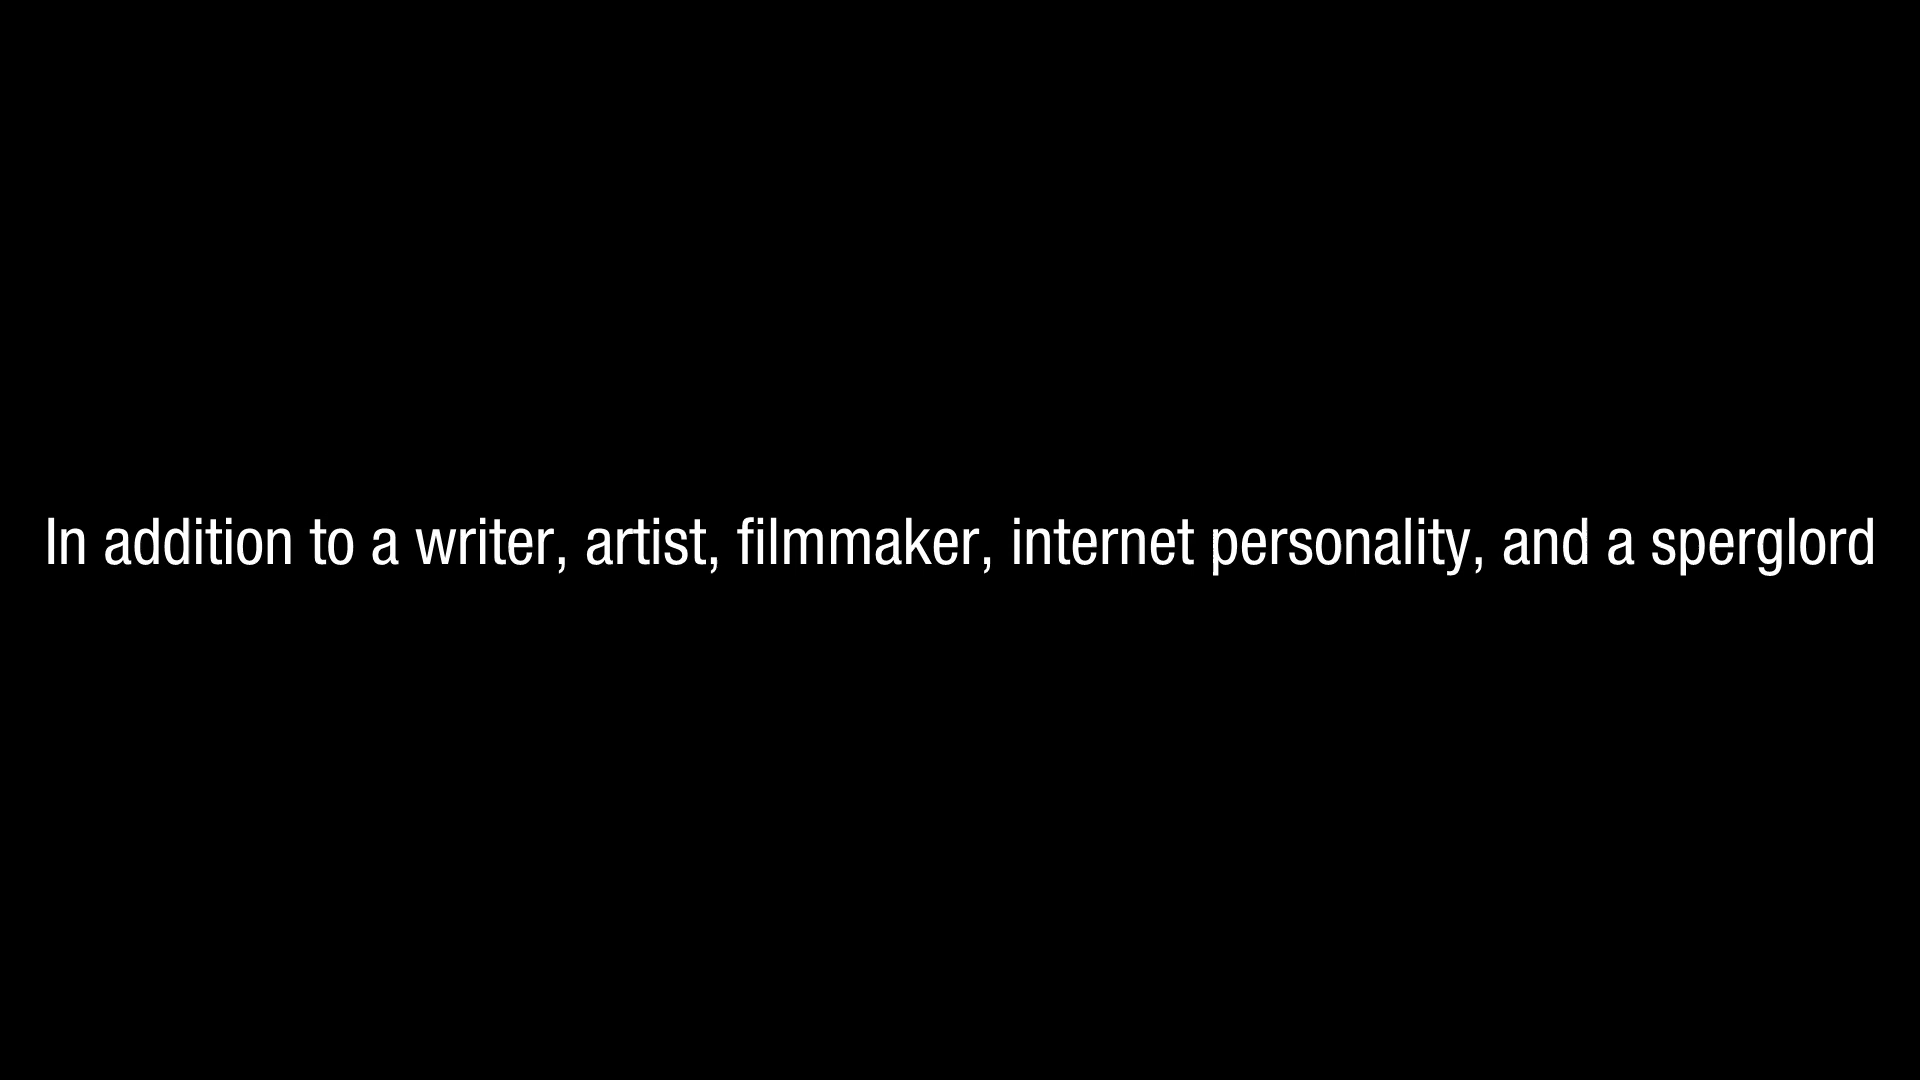 In addition to a writer, artist, filmmaker, internet personality, and a sperglord